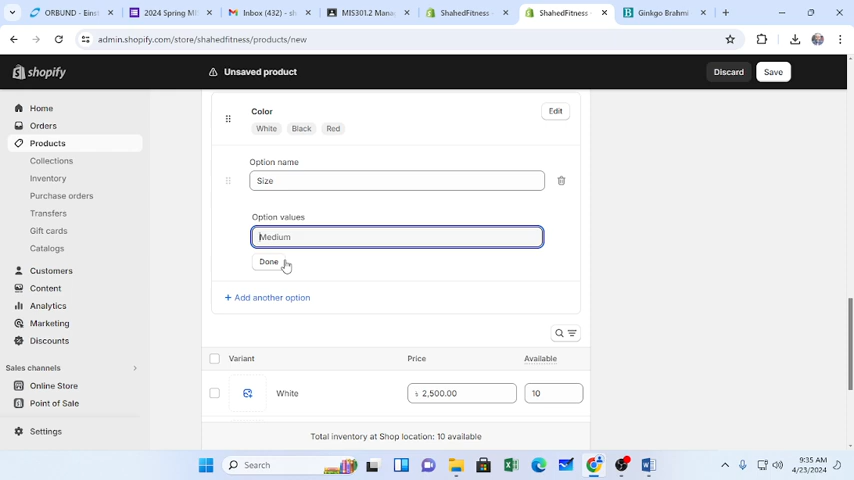 ORBUND - Einst
2024 Spring MI
Inbox (432) - sh
MIS301.2 Mana
ShahedFitness -
ShahedFitness -
Ginkgo Brahmi
admin.shopify.com/store/shahedfitness/products/new
shopify
Unsaved product
Discard
Save
Home
Orders
Products
Collections
Inventory
Purchase orders
Transfers
Gift cards
Catalogs
Customers
Content
Analytics
Marketing
Discounts
Sales channels
Online Store
Point of Sale
Settings
Color
Edit
White Black Red
Option name
Size
Option values
Medium
Done
+ Add another option
Variant Price Available
White ৳ 2,500.00 10
Total inventory at Shop location: 10 available
Search
9:35 AM
4/23/2024